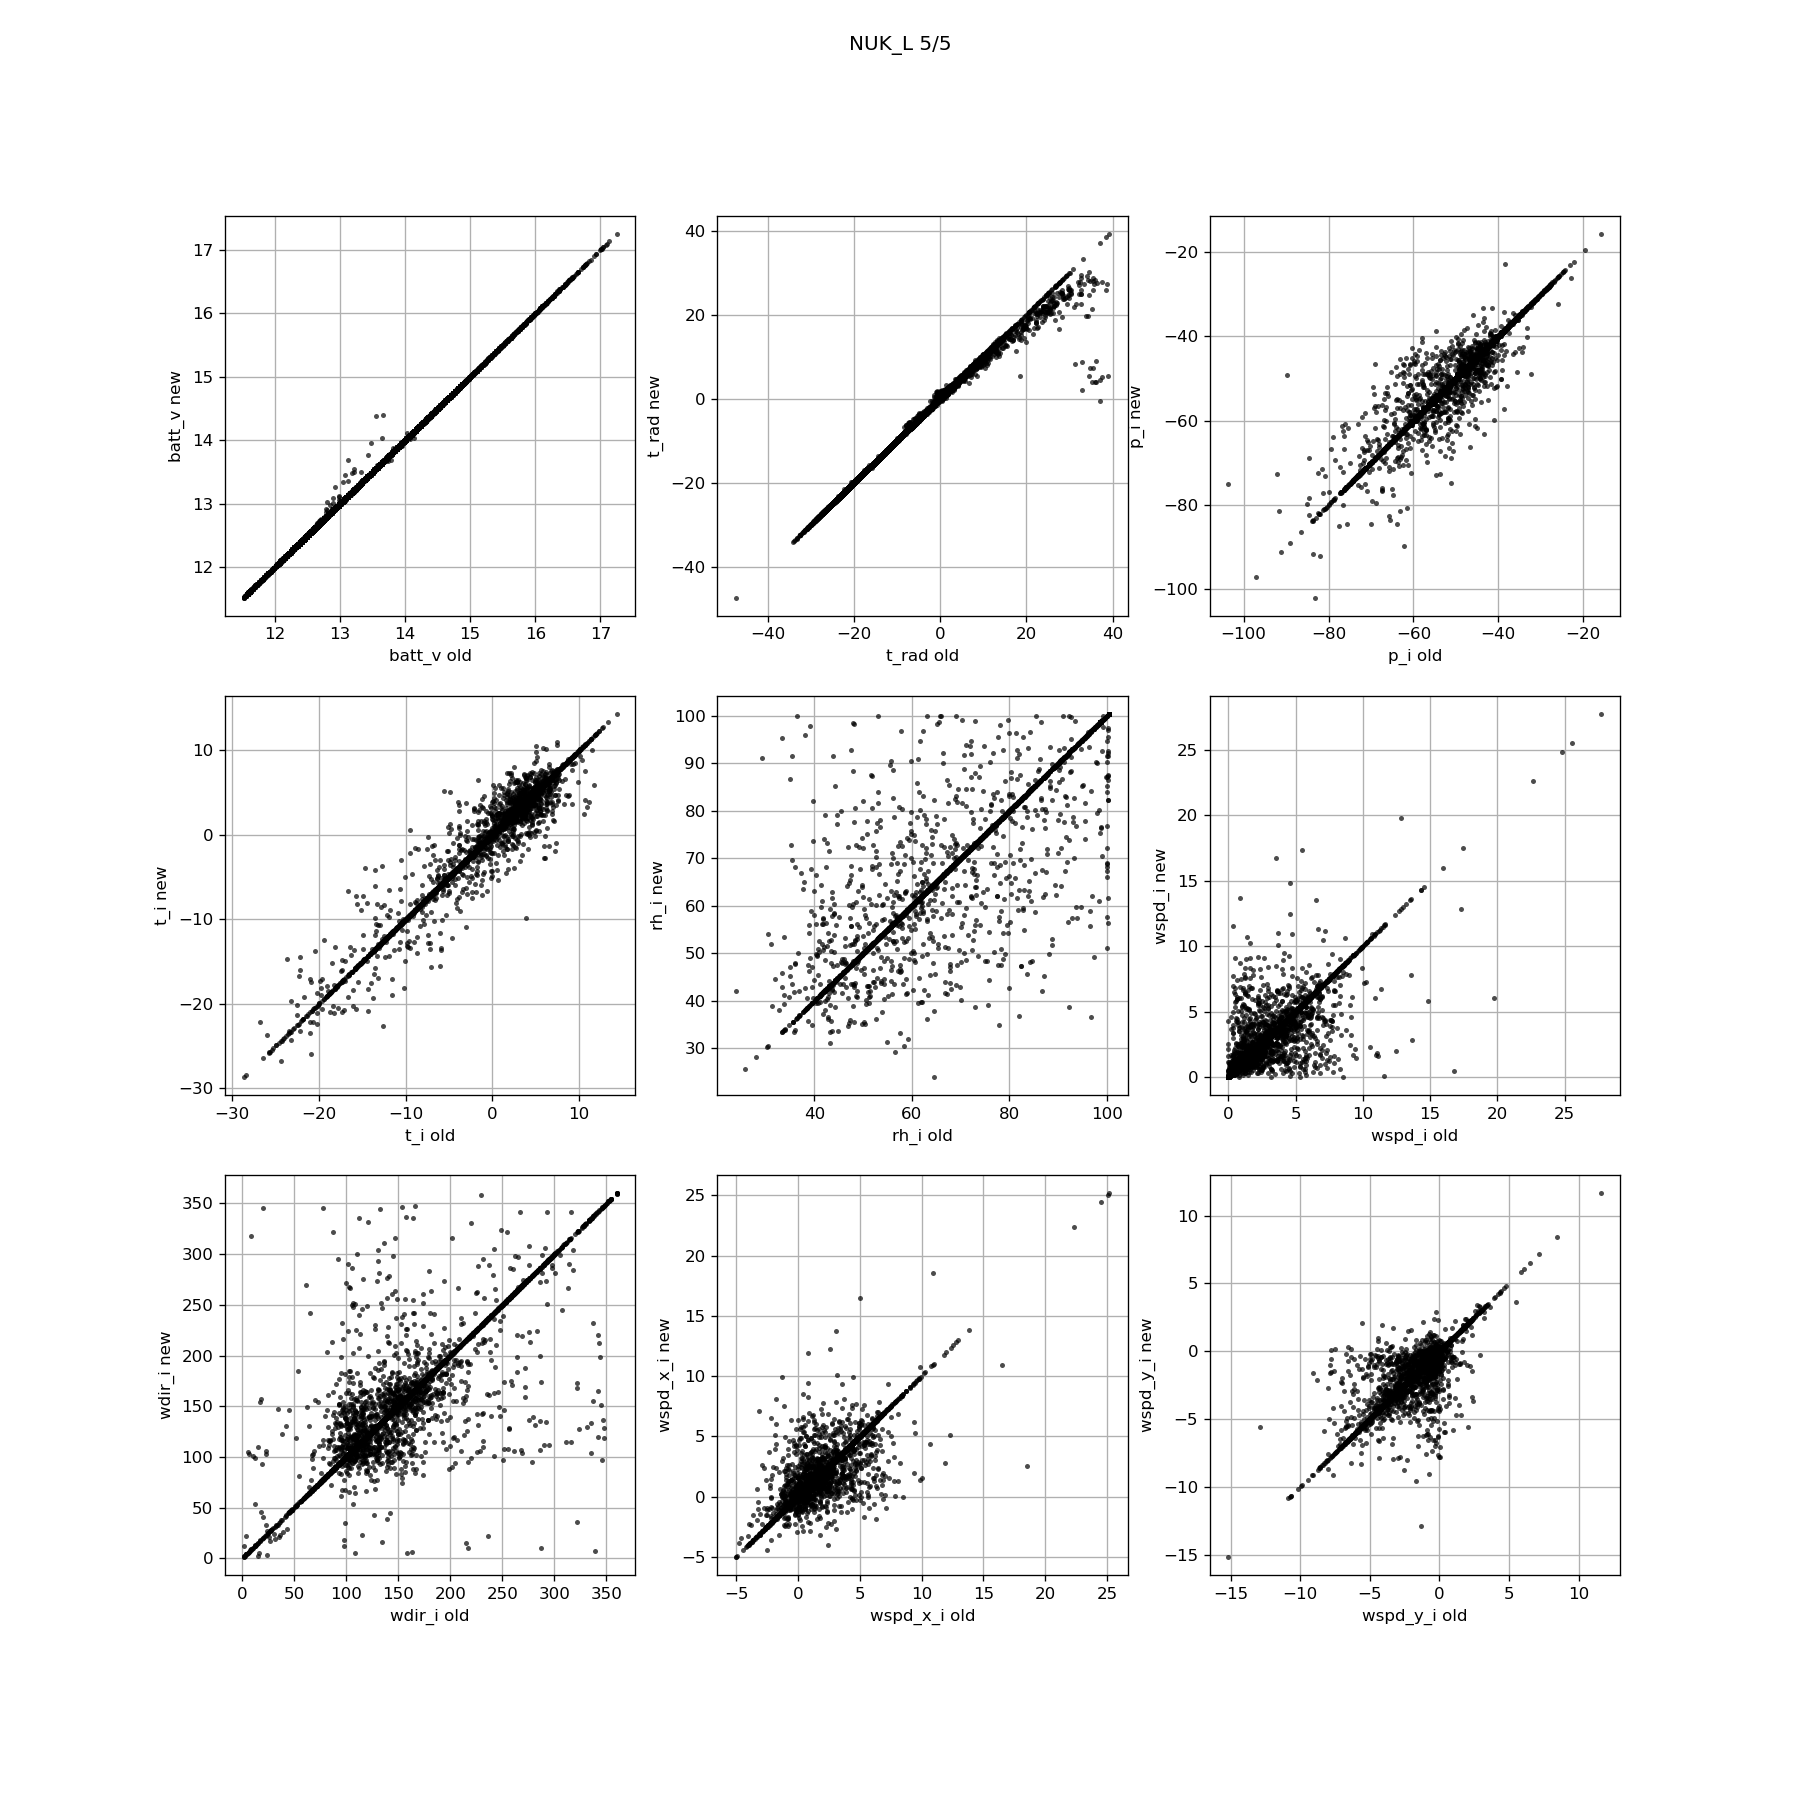 NUK_L 5/5
batt_v new
17
16
15
14
13
12
12 13 14 15 16 17
batt_v old
t_rad new
40
20
0
−20
−40
−40 −20 0 20 40
t_rad old
p_i new
−20
−40
−60
−80
−100
−100 −80 −60 −40 −20
p_i old
t_i new
10
0
−10
−20
−30
−30 −20 −10 0 10
t_i old
rh_i new
100
90
80
70
60
50
40
30
40 60 80 100
rh_i old
wspd_i new
25
20
15
10
5
0
0 5 10 15 20 25
wspd_i old
wdir_i new
350
300
250
200
150
100
50
0
0 50 100 150 200 250 300 350
wdir_i old
wspd_x_i new
25
20
15
10
5
0
−5
−5 0 5 10 15 20 25
wspd_x_i old
wspd_y_i new
10
5
0
−5
−10
−15
−15 −10 −5 0 5 10
wspd_y_i old